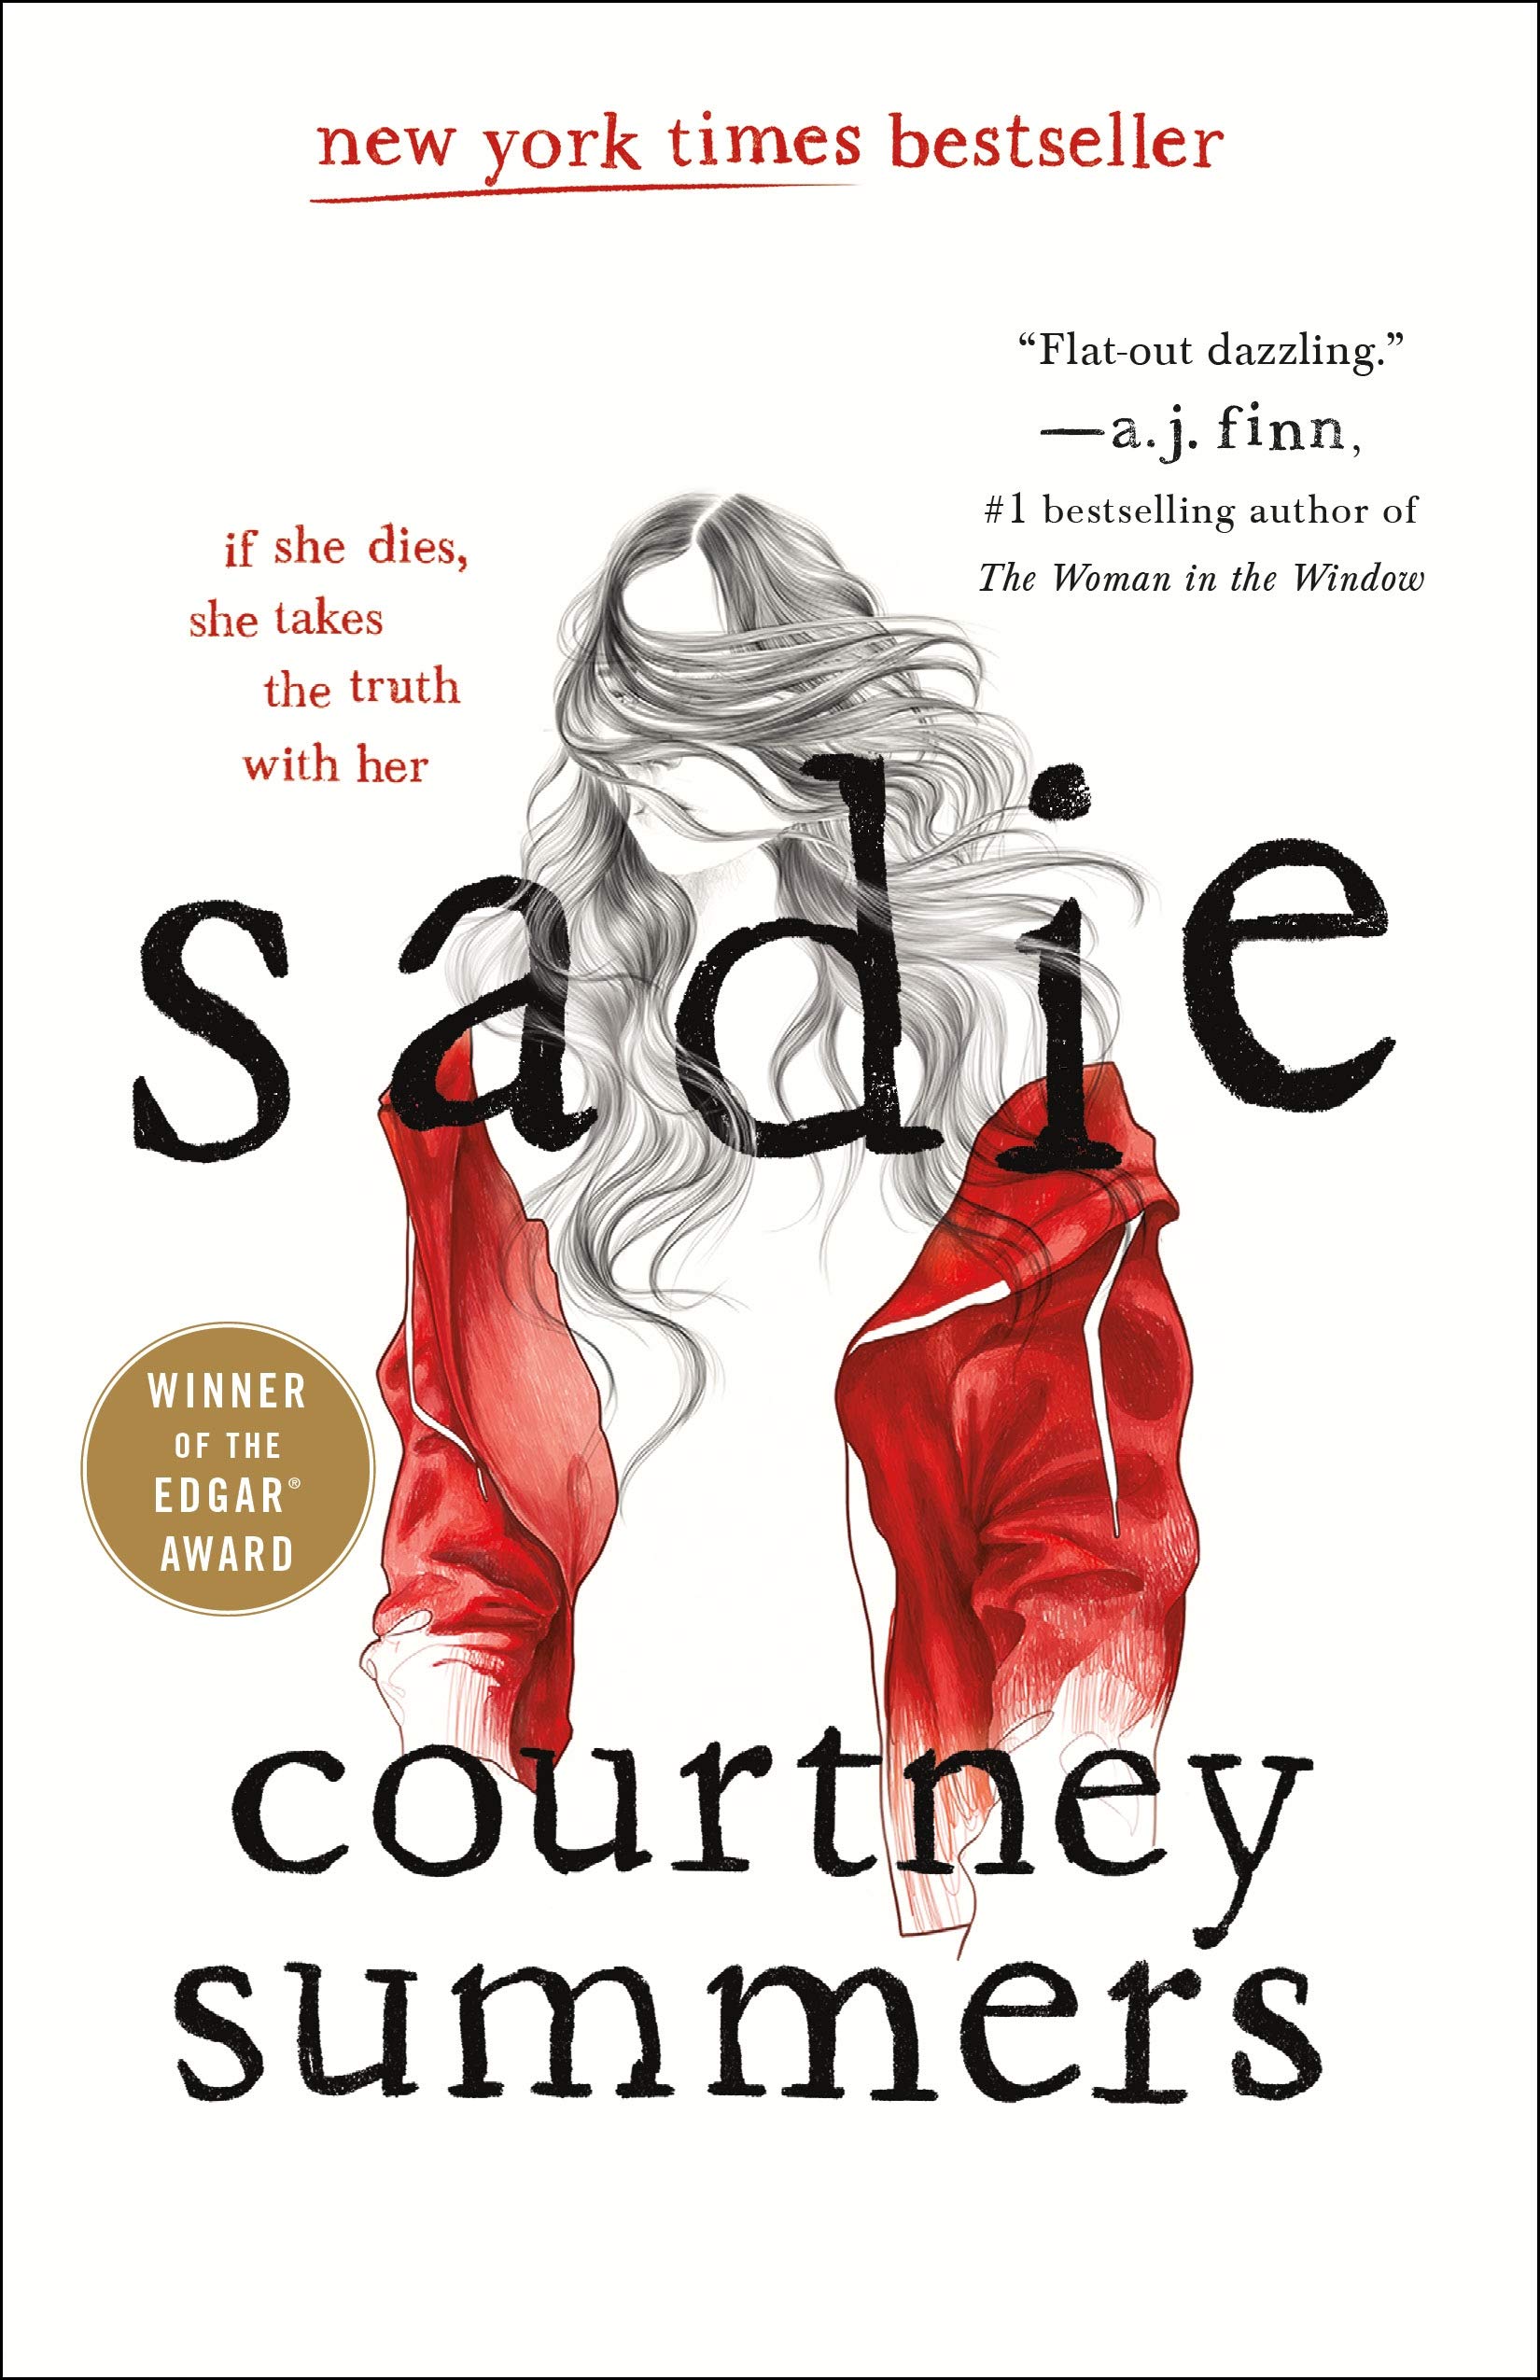 new york times bestseller
“Flat-out dazzling.”
—a.j. finn,
#1 bestselling author of
The Woman in the Window
if she dies,
she takes
the truth
with her
sadie
WINNER
OF THE
EDGAR®
AWARD
courtney
summers